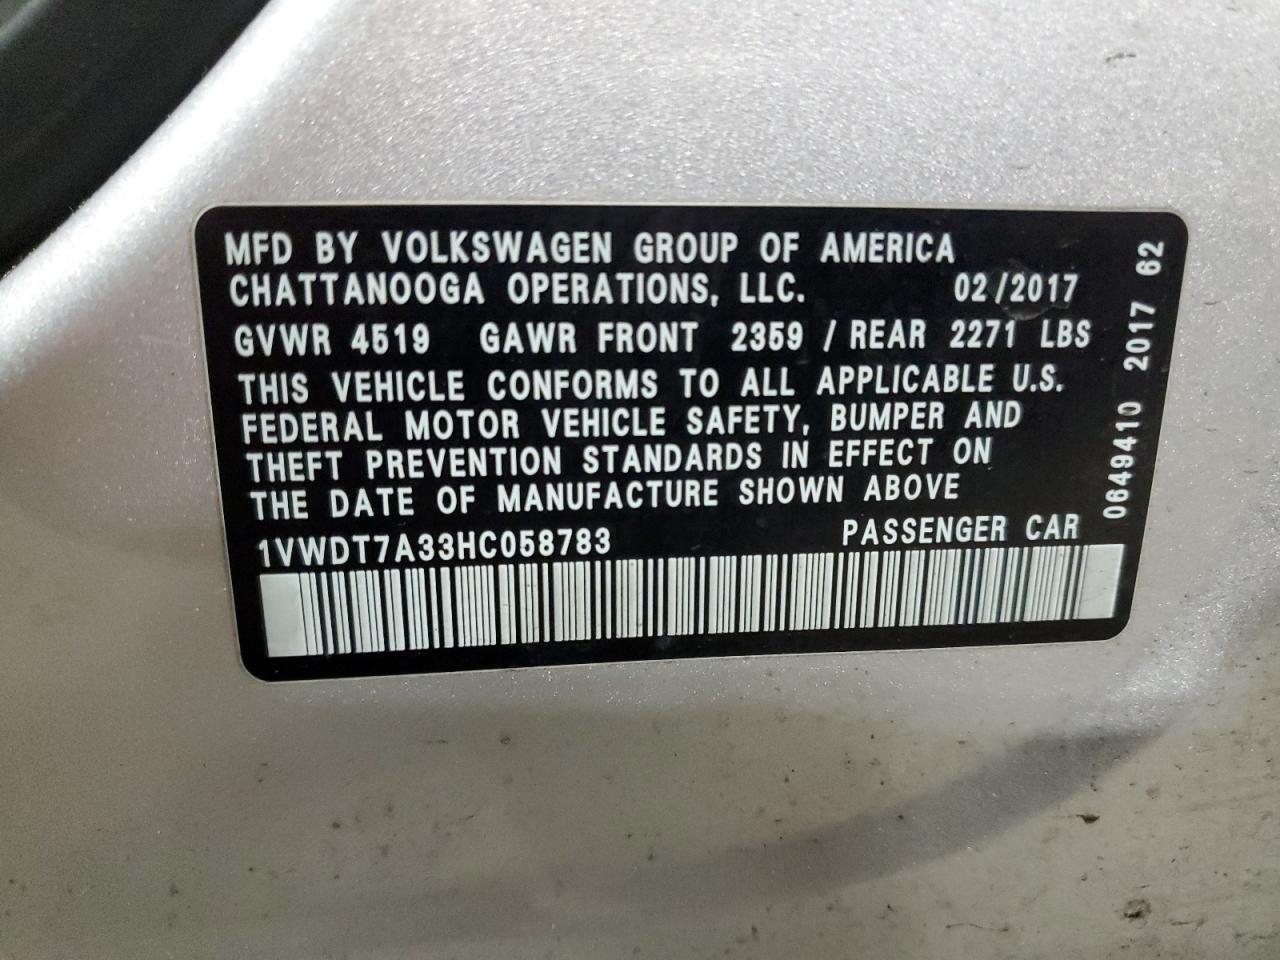 MFD BY VOLKSWAGEN GROUP OF AMERICA
CHATTANOOGA OPERATIONS, LLC. 02/2017
GVWR 4519 GAWR FRONT 2359 / REAR 2271 LBS
THIS VEHICLE CONFORMS TO ALL APPLICABLE U.S.
FEDERAL MOTOR VEHICLE SAFETY, BUMPER AND
THEFT PREVENTION STANDARDS IN EFFECT ON
THE DATE OF MANUFACTURE SHOWN ABOVE
1VWDT7A33HC058783 PASSENGER CAR
0649410 2017 62